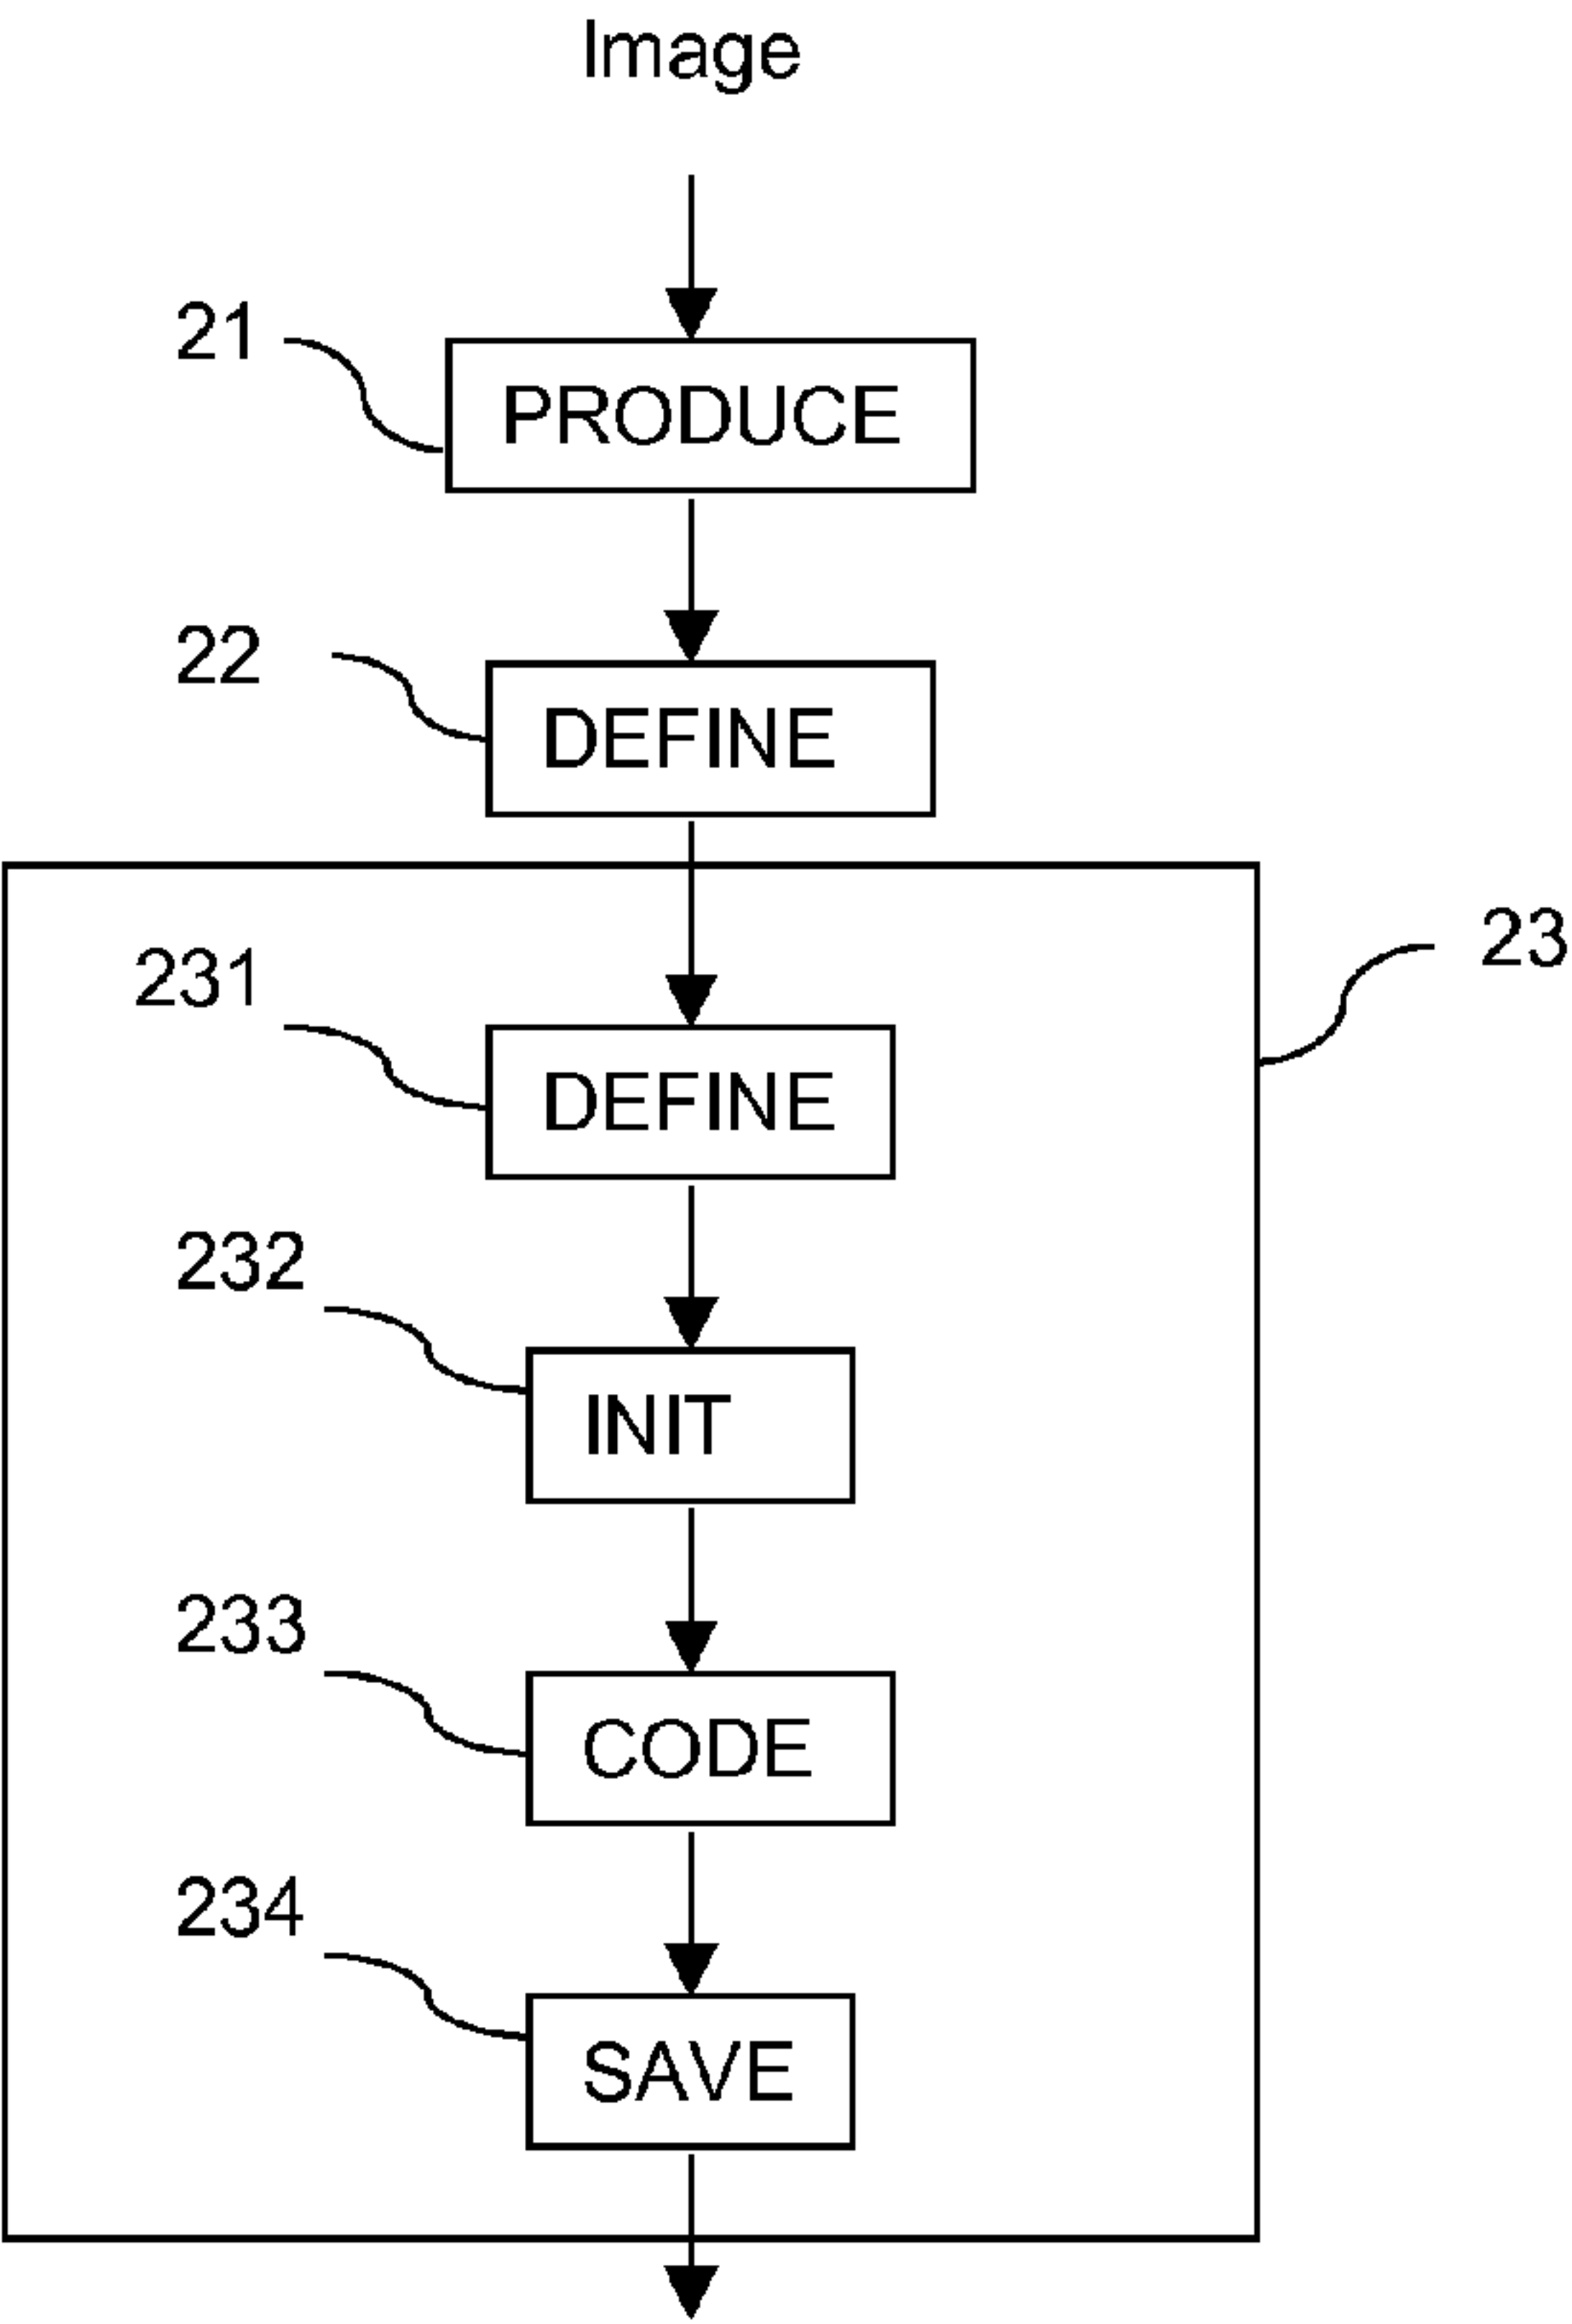 Image
21
PRODUCE
22
DEFINE
23
231
DEFINE
232
INIT
233
CODE
234
SAVE